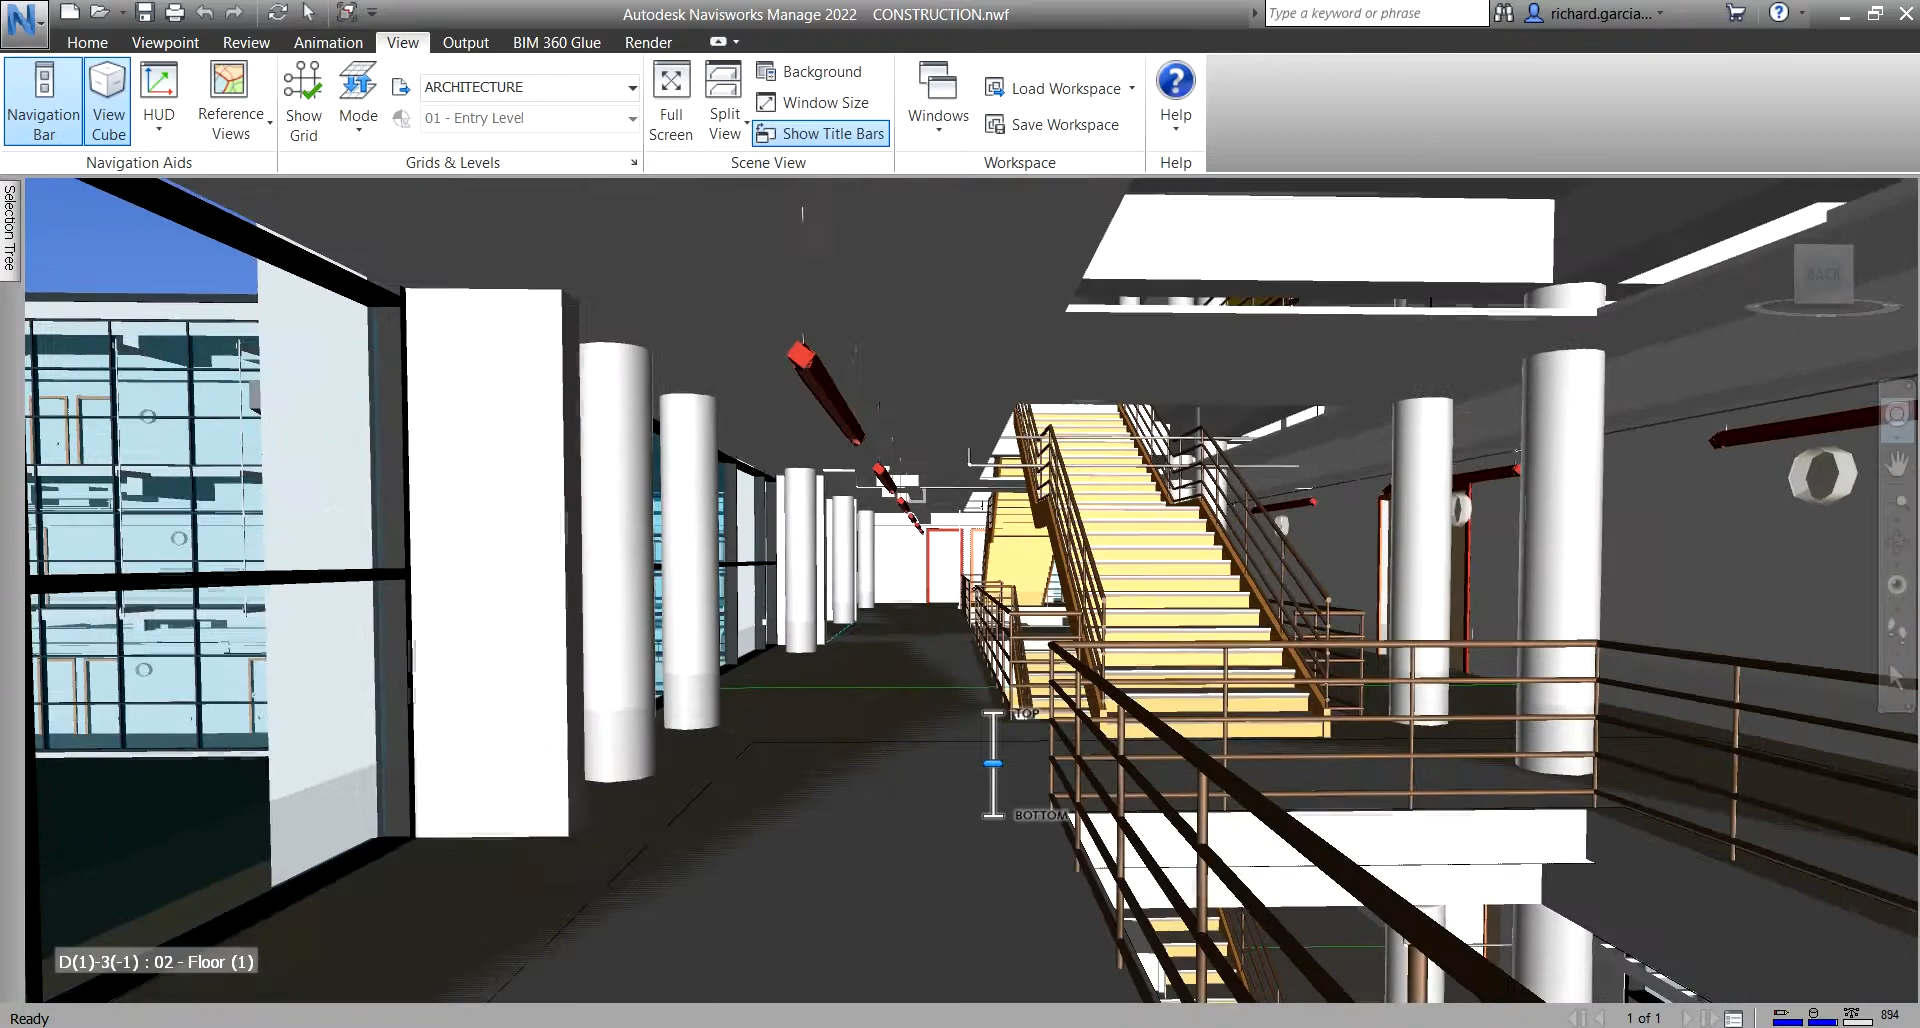 N
Autodesk Navisworks Manage 2022 CONSTRUCTION.nwf
Type a keyword or phrase
richard.garcia...
Home Viewpoint Review Animation View Output BIM 360 Glue Render
Navigation
Bar
View
Cube
HUD
Reference
Views
Navigation Aids
Show
Grid
Mode
ARCHITECTURE
01 - Entry Level
Grids & Levels
Full
Screen
Split
View
Background
Window Size
Show Title Bars
Scene View
Windows
Load Workspace
Save Workspace
Workspace
Help
Help
Selection Tree
BACK
TOP
BOTTOM
D(1)-3(-1) : 02 - Floor (1)
Ready
1 of 1
894